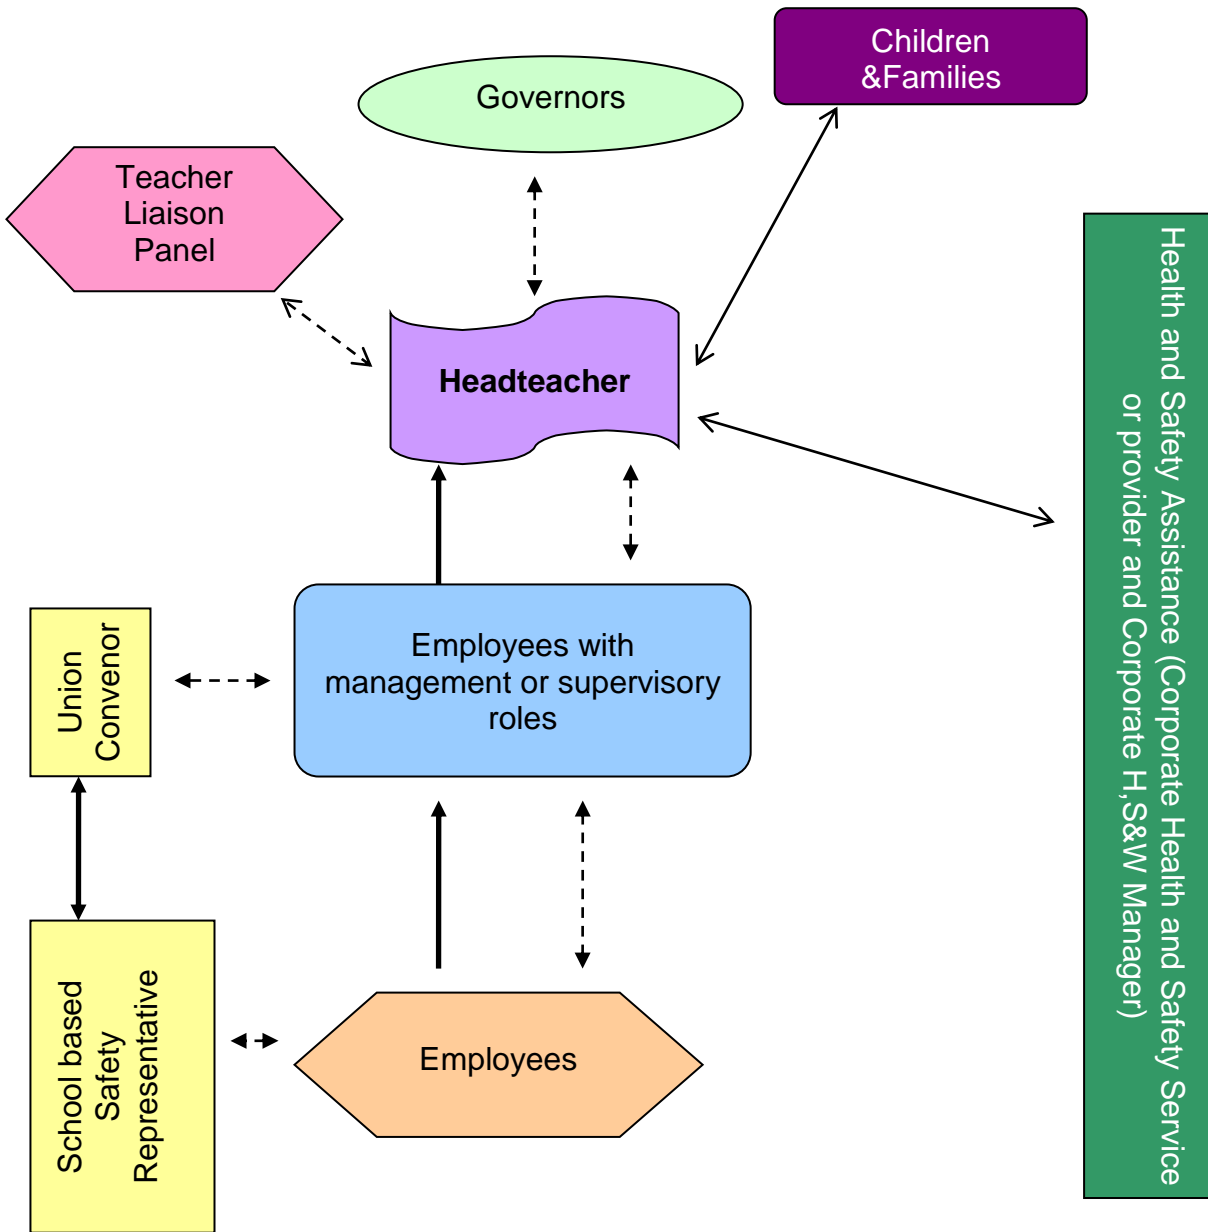 Children
&Families
Governors
Teacher
Liaison
Panel
Headteacher
Health and Safety Assistance (Corporate Health and Safety Service
or provider and Corporate H,S&W Manager)
Employees with
management or supervisory
roles
Union
Convenor
School based
Safety
Representative
Employees